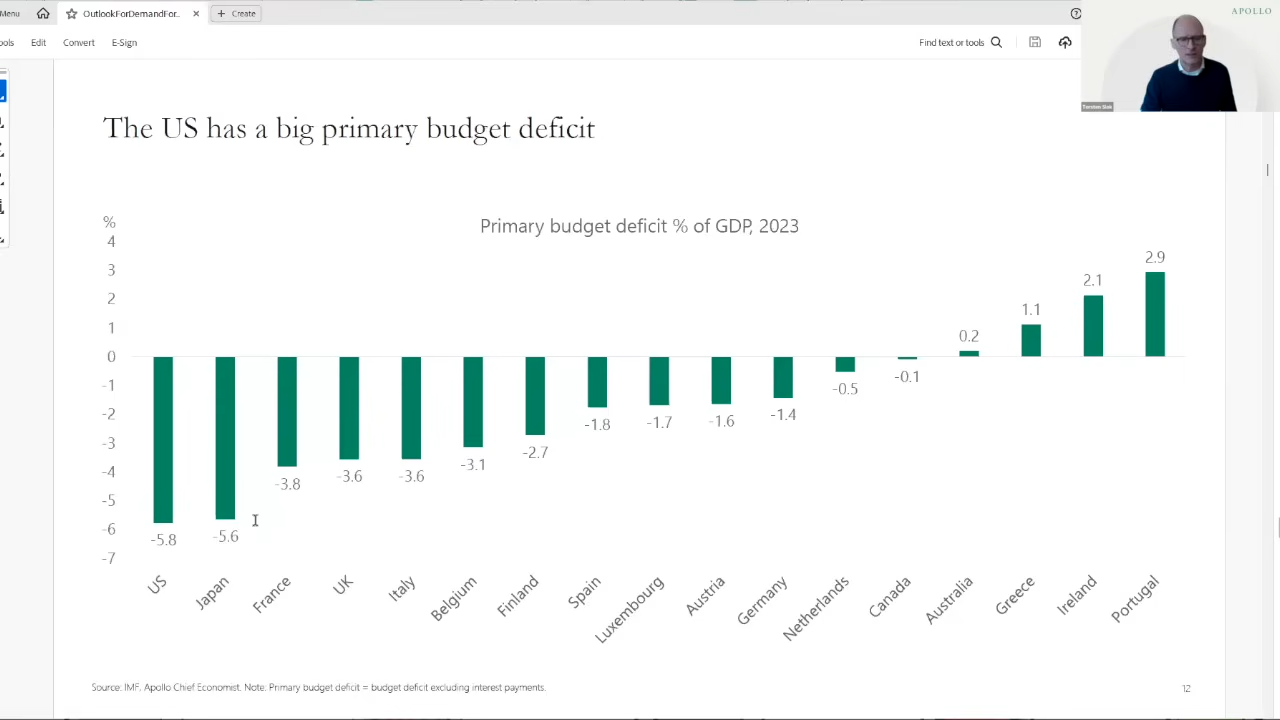 Menu
OutlookForDemandFor...
Create
APOLLO
Edit
Convert
E-Sign
Find text or tools
Torsten Slok
The US has a big primary budget deficit
Primary budget deficit % of GDP, 2023
%
4
3
2
1
0
-1
-2
-3
-4
-5
-6
-7
-5.8
-5.6
-3.8
-3.6
-3.6
-3.1
-2.7
-1.8
-1.7
-1.6
-1.4
-0.5
-0.1
0.2
1.1
2.1
2.9
US
Japan
France
UK
Italy
Belgium
Finland
Spain
Luxembourg
Austria
Germany
Netherlands
Canada
Australia
Greece
Ireland
Portugal
Source: IMF, Apollo Chief Economist. Note: Primary budget deficit = budget deficit excluding interest payments.
12